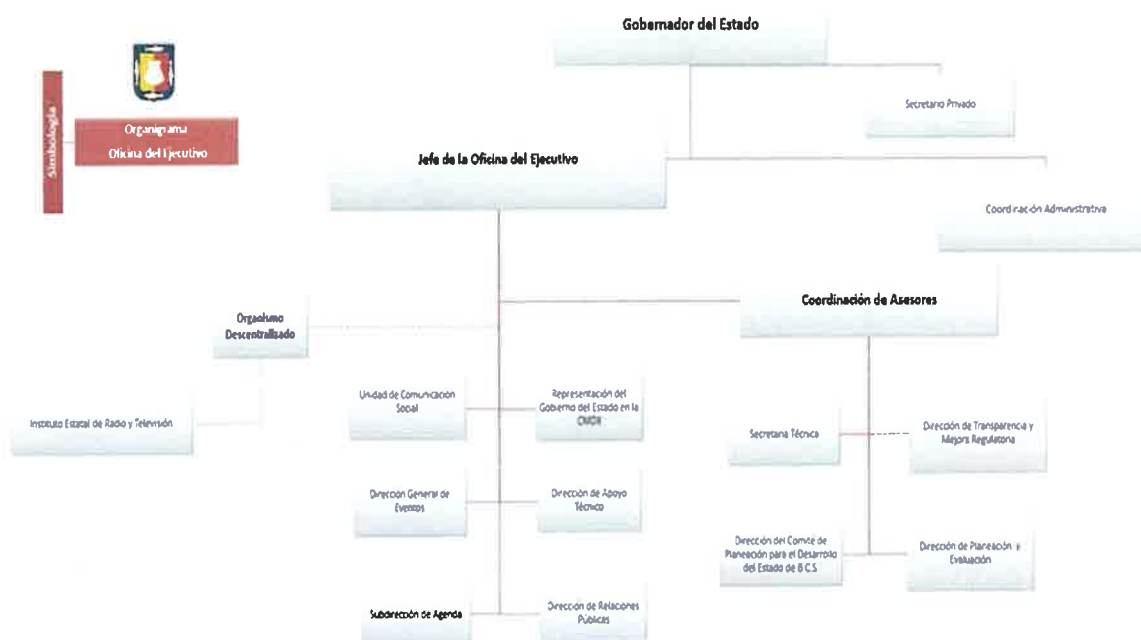 Gobernador del Estado
Secretario Privado
Simbología
Organigrama
Oficina del Ejecutivo
Jefe de la Oficina del Ejecutivo
Coordinación Administrativa
Coordinación de Asesores
Organismo
Descentralizado
Unidad de Comunicación
Social
Representación del
Gobierno del Estado en la
CMDX
Instituto Estatal de Radio y Televisión
Secretaria Técnica
Dirección de Transparencia y
Mejora Regulatoria
Dirección General de
Eventos
Dirección de Apoyo
Técnico
Dirección del Comité de
Planeación para el Desarrollo
del Estado de B.C.S
Dirección de Planeación y
Evaluación
Subdirección de Agenda
Dirección de Relaciones
Públicas